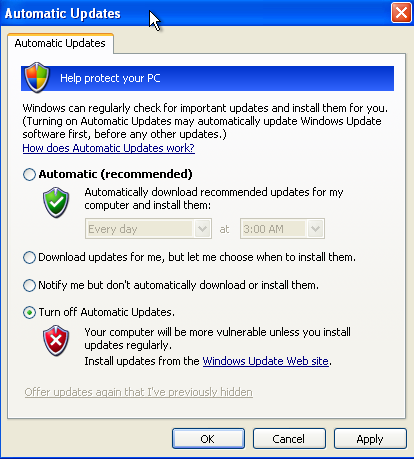 Automatic Updates
Automatic Updates
Help protect your PC
Windows can regularly check for important updates and install them for you.
(Turning on Automatic Updates may automatically update Windows Update
software first, before any other updates.)
How does Automatic Updates work?
Automatic (recommended)
Automatically download recommended updates for my
computer and install them:
Every day at 3:00 AM
Download updates for me, but let me choose when to install them.
Notify me but don't automatically download or install them.
Turn off Automatic Updates.
Your computer will be more vulnerable unless you install
updates regularly.
Install updates from the Windows Update Web site.
Offer updates again that I've previously hidden
OK Cancel Apply